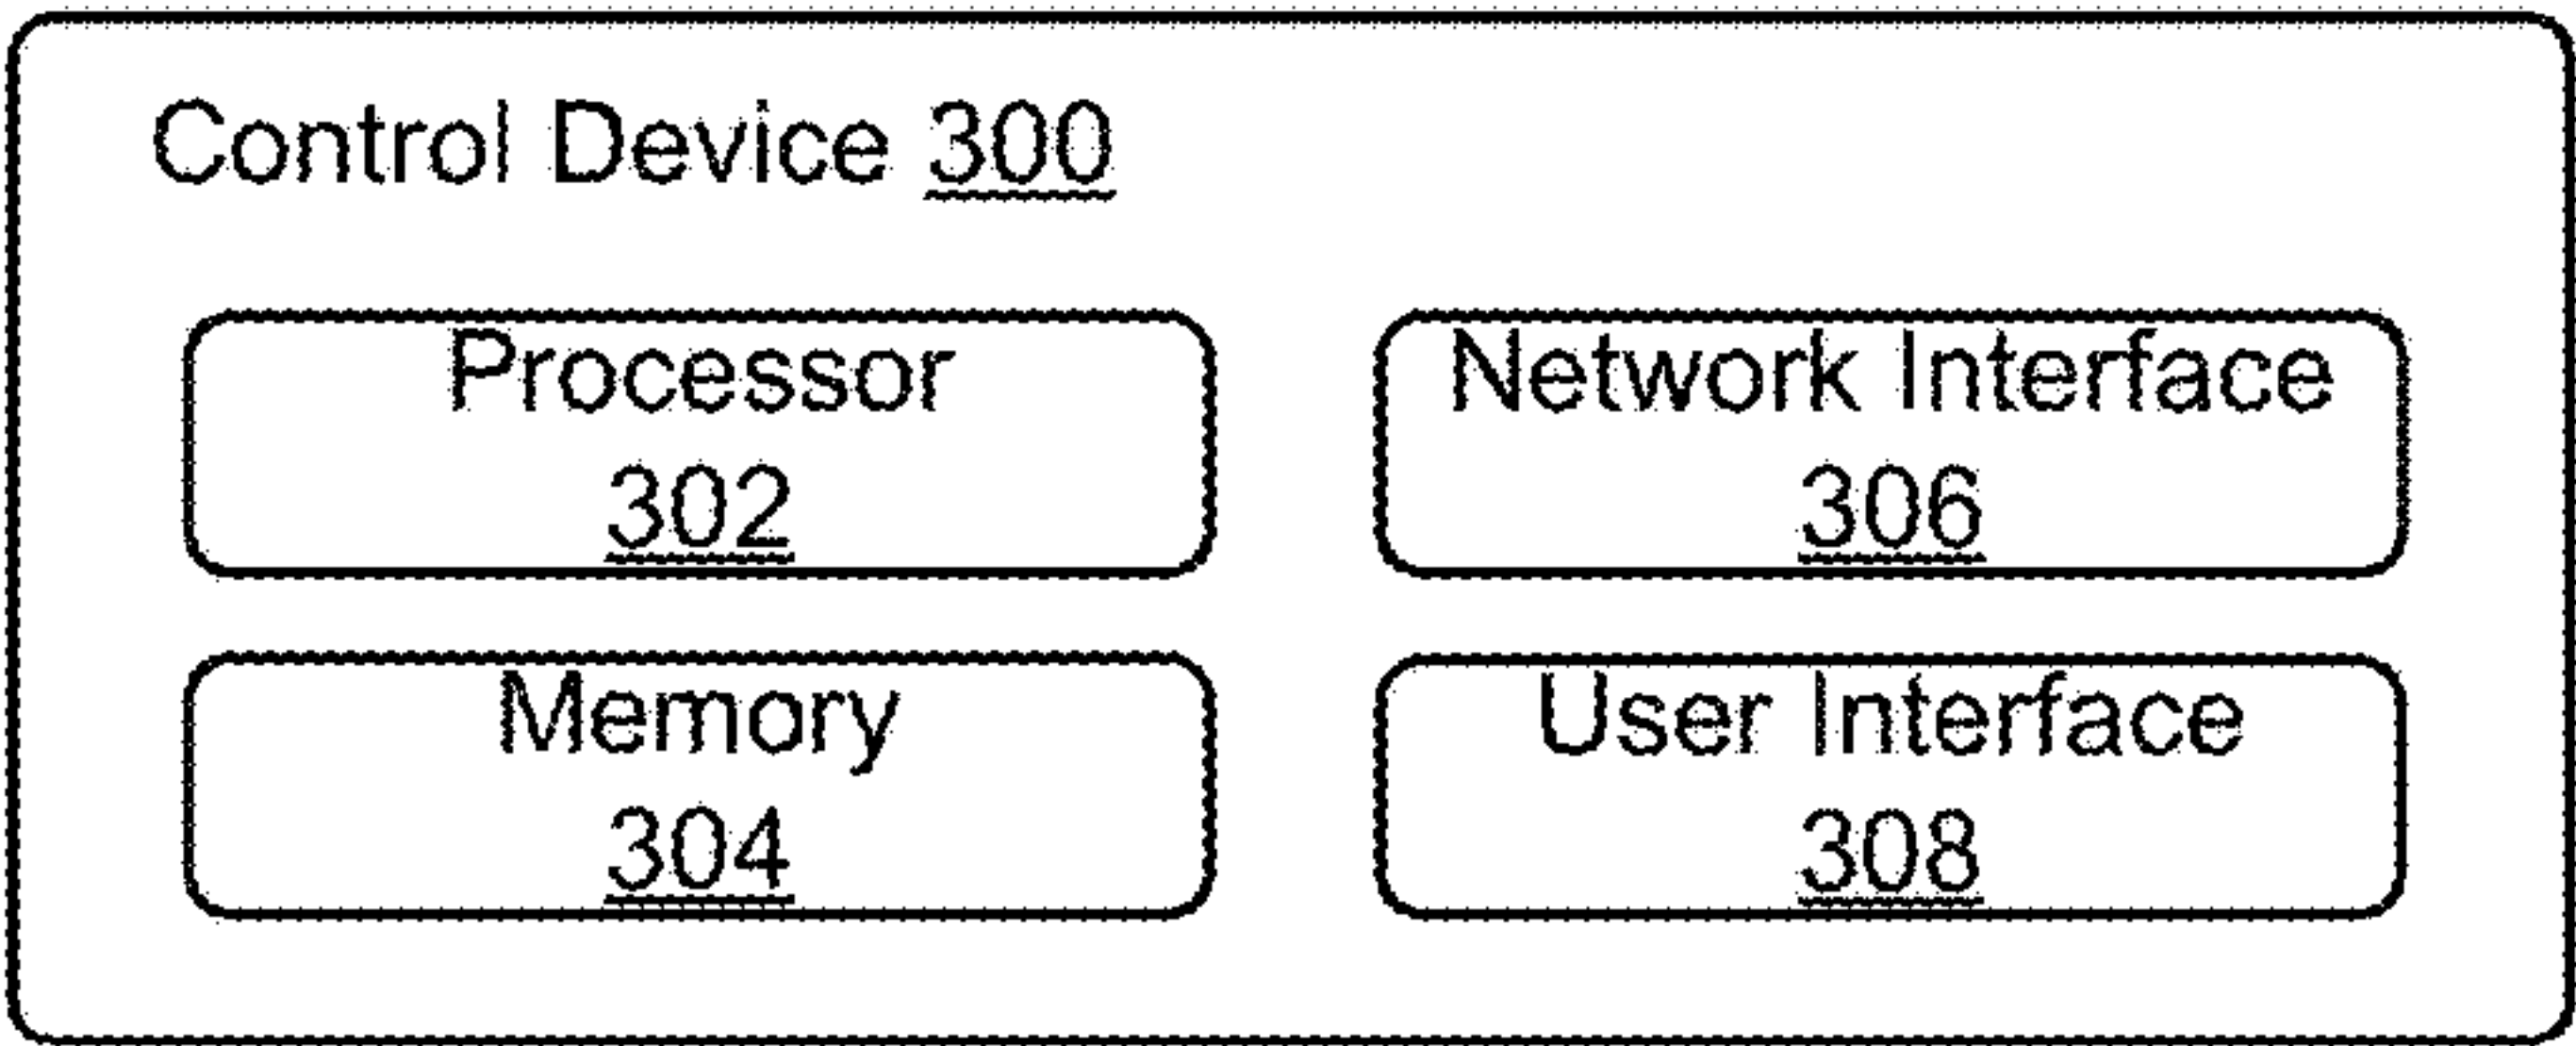 Control Device 300
Processor
302
Network Interface
306
Memory
304
User Interface
308